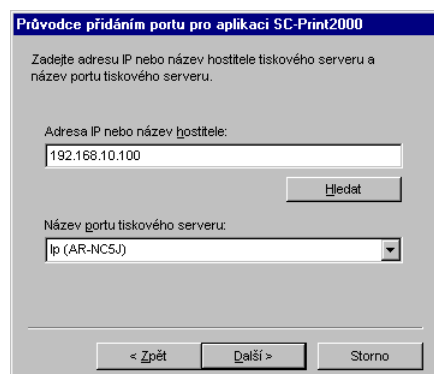 Průvodce přidáním portu pro aplikaci SC-Print2000
Zadejte adresu IP nebo název hostitele tiskového serveru a
název portu tiskového serveru.
Adresa IP nebo název hostitele:
192.168.10.100
Hledat
Název portu tiskového serveru:
lp (AR-NC5J)
< Zpět
Další >
Storno